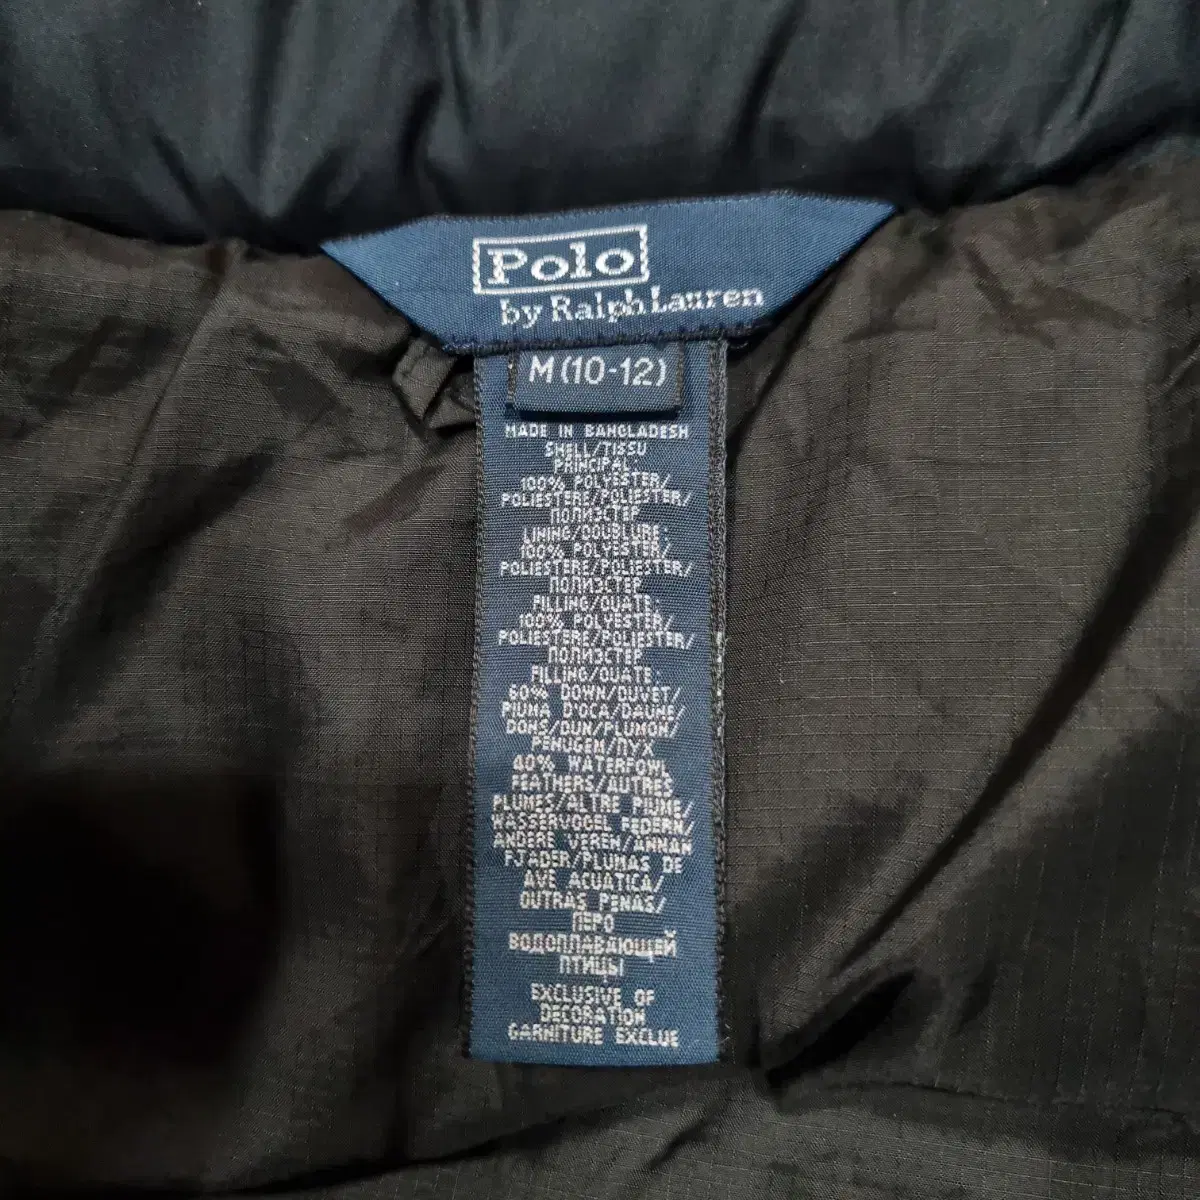 Polo
by Ralph Lauren
M (10-12)
MADE IN BANGLADESH
SHELL/TISSU
PRINCIPAL:
100% POLYESTER/
POLIESTERE/POLIESTER/
ПОЛИЭСТЕР
LINING/DOUBLURE:
100% POLYESTER/
POLIESTERE/POLIESTER/
ПОЛИЭСТЕР
FILLING/OUATE:
100% POLYESTER/
POLIESTERE/POLIESTER/
ПОЛИЭСТЕР
FILLING/OUATE:
60% DOWN/DUVET/
PIUMA D'OCA/DAUNE/
DONS/DUN/PLUMON/
PENUGEM/ПУХ
40% WATERFOWL
FEATHERS/AUTRES
PLUMES/ALTRE PIUME/
WASSERVOGEL FEDERN/
ANDERE VEREN/ANNAN
FJADER/PLUMAS DE
AVE ACUATICA/
OUTRAS PENAS/
ПЕРО
ВОДОПЛАВАЮЩЕЙ
ПТИЦЫ
EXCLUSIVE OF
DECORATION
GARNITURE EXCLUE